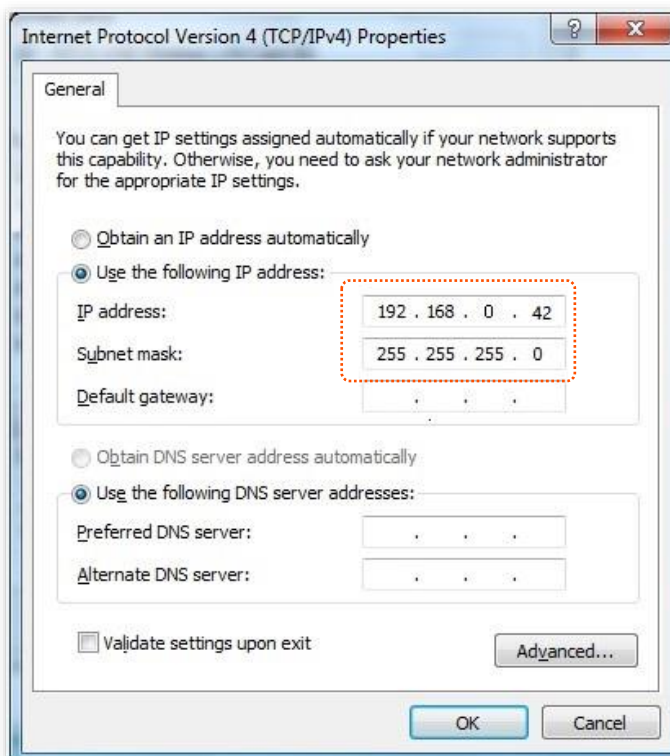 Internet Protocol Version 4 (TCP/IPv4) Properties
General
You can get IP settings assigned automatically if your network supports
this capability. Otherwise, you need to ask your network administrator
for the appropriate IP settings.
Obtain an IP address automatically
Use the following IP address:
IP address: 192 . 168 . 0 . 42
Subnet mask: 255 . 255 . 255 . 0
Default gateway: . . .
Obtain DNS server address automatically
Use the following DNS server addresses:
Preferred DNS server: . . .
Alternate DNS server: . . .
Validate settings upon exit
Advanced...
OK Cancel